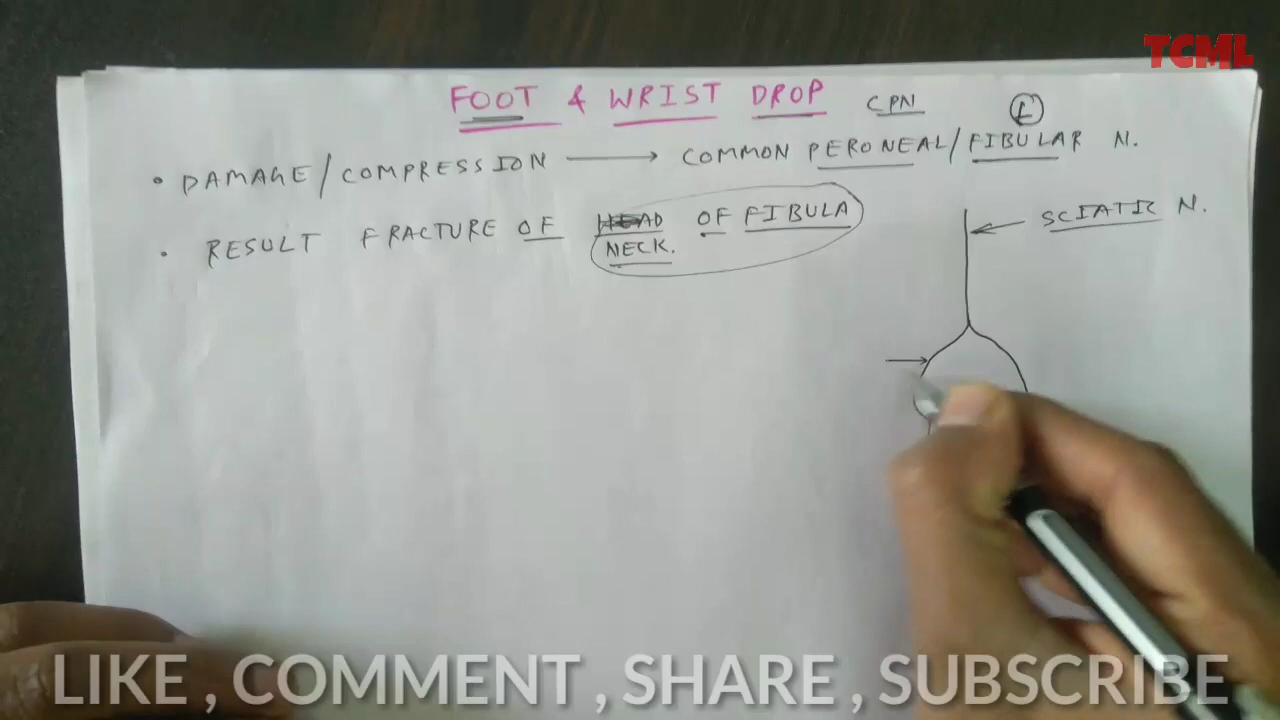 TCML
FOOT & WRIST DROP CPN F
• DAMAGE/COMPRESSION → COMMON PERONEAL/FIBULAR N.
• RESULT FRACTURE OF HEAD OF FIBULA
NECK.
SCIATIC N.
LIKE , COMMENT , SHARE , SUBSCRIBE